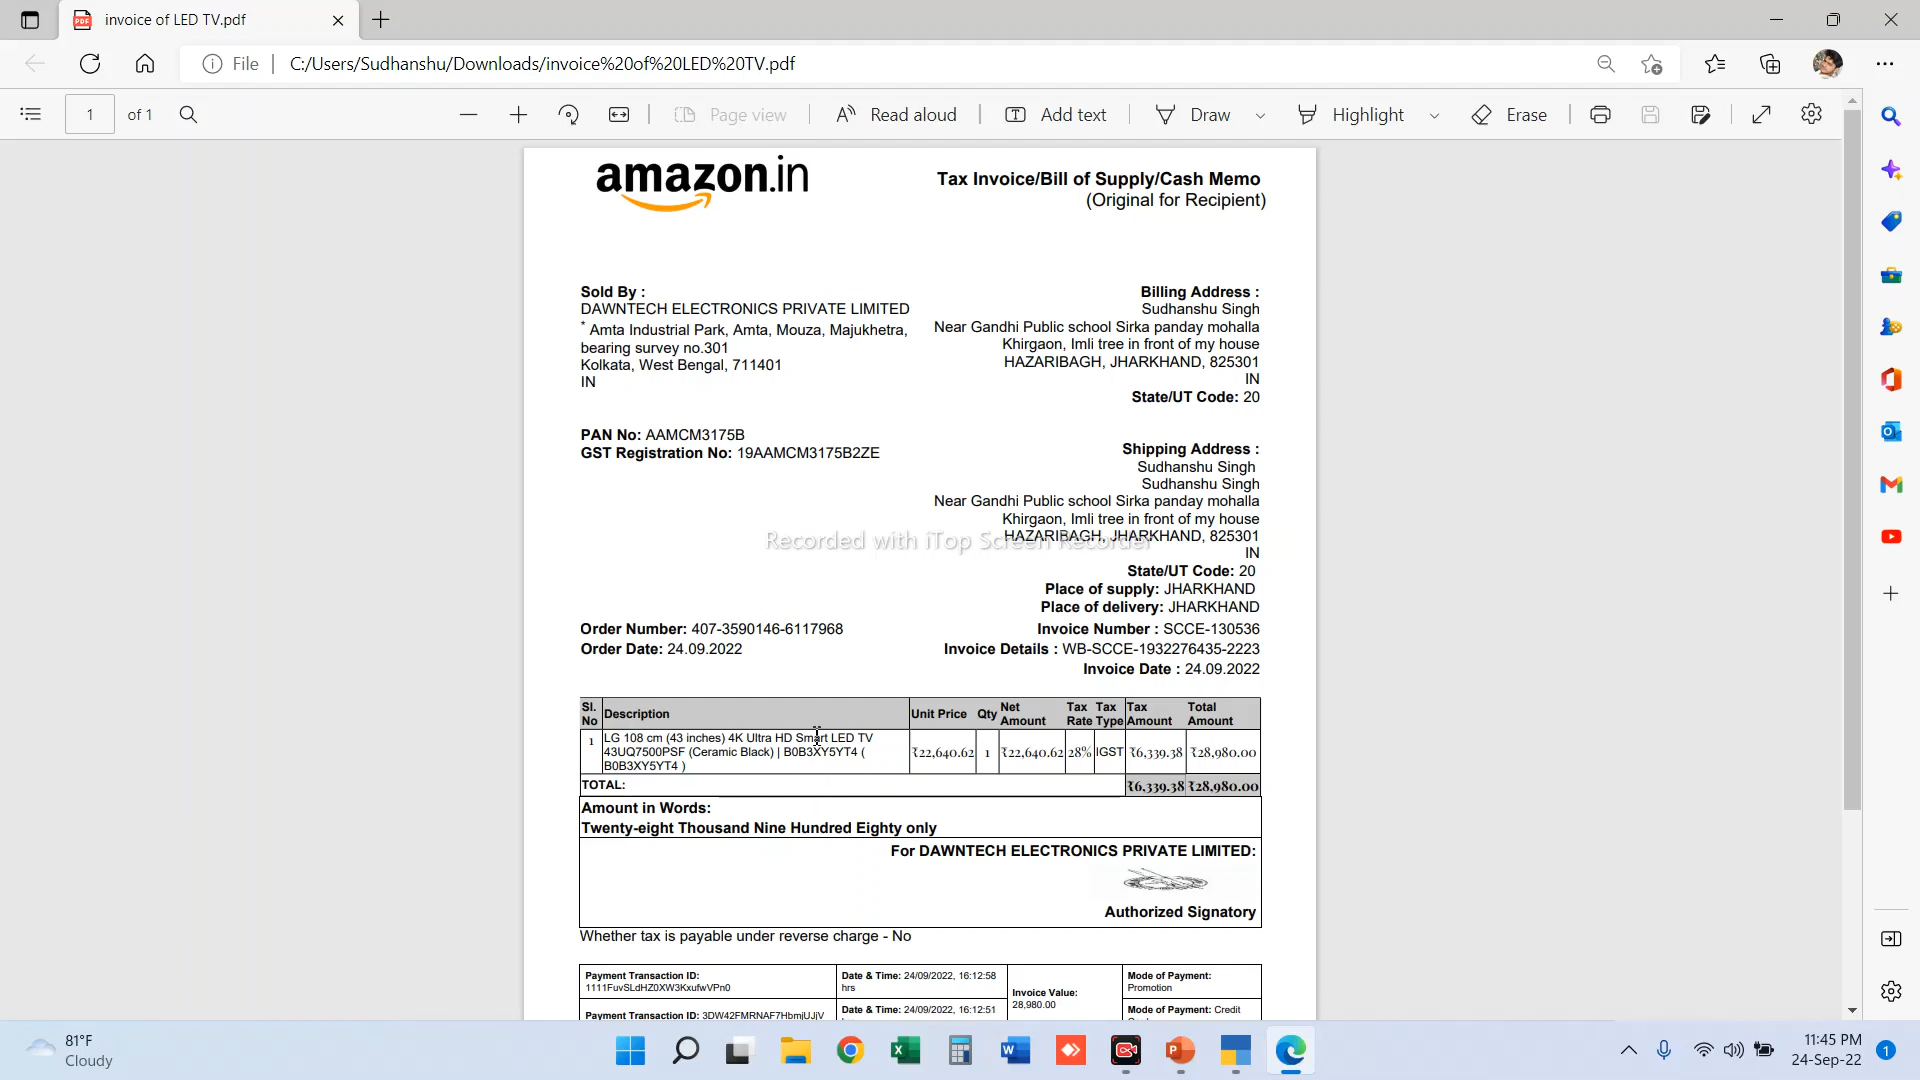 invoice of LED TV.pdf
File
C:/Users/Sudhanshu/Downloads/invoice%20of%20LED%20TV.pdf
1 of 1
Page view
Read aloud
Add text
Draw
Highlight
Erase
amazon.in
Tax Invoice/Bill of Supply/Cash Memo
(Original for Recipient)
Sold By :
DAWNTECH ELECTRONICS PRIVATE LIMITED
* Amta Industrial Park, Amta, Mouza, Majukhetra,
bearing survey no.301
Kolkata, West Bengal, 711401
IN
Billing Address :
Sudhanshu Singh
Near Gandhi Public school Sirka panday mohalla
Khirgaon, Imli tree in front of my house
HAZARIBAGH, JHARKHAND, 825301
IN
State/UT Code: 20
PAN No: AAMCM3175B
GST Registration No: 19AAMCM3175B2ZE
Shipping Address :
Sudhanshu Singh
Sudhanshu Singh
Near Gandhi Public school Sirka panday mohalla
Khirgaon, Imli tree in front of my house
HAZARIBAGH, JHARKHAND, 825301
IN
Recorded with iTop Screen Recorder
State/UT Code: 20
Place of supply: JHARKHAND
Place of delivery: JHARKHAND
Order Number: 407-3590146-6117968
Order Date: 24.09.2022
Invoice Number : SCCE-130536
Invoice Details : WB-SCCE-1932276435-2223
Invoice Date : 24.09.2022
Sl. No Description Unit Price Qty Net Amount Tax Rate Tax Type Tax Amount Total Amount
1 LG 108 cm (43 inches) 4K Ultra HD Smart LED TV
43UQ7500PSF (Ceramic Black) | B0B3XY5YT4 (
B0B3XY5YT4 )
₹22,640.62 1 ₹22,640.62 28% IGST ₹6,339.38 ₹28,980.00
TOTAL: ₹6,339.38 ₹28,980.00
Amount in Words:
Twenty-eight Thousand Nine Hundred Eighty only
For DAWNTECH ELECTRONICS PRIVATE LIMITED:
Authorized Signatory
Whether tax is payable under reverse charge - No
Payment Transaction ID:
1111FuvSLdHZ0XW3KxufwVPn0
Date & Time: 24/09/2022, 16:12:58
hrs
Invoice Value:
28,980.00
Mode of Payment:
Promotion
Payment Transaction ID: 3DW42FMRNAF7HbmjUJjV
Date & Time: 24/09/2022, 16:12:51
Mode of Payment: Credit
81°F
Cloudy
11:45 PM
24-Sep-22
1